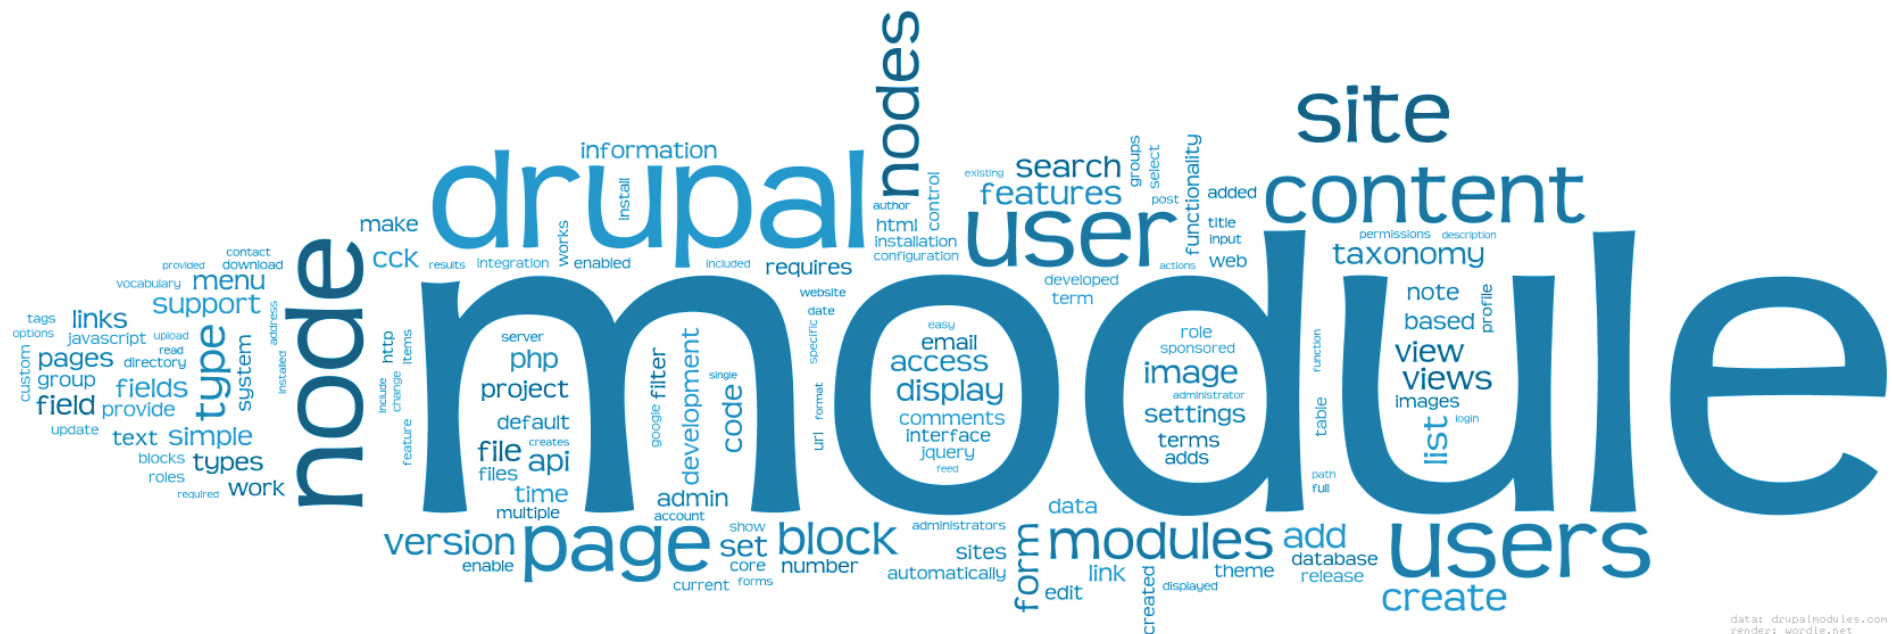 nodes
site
drupal
information
install
search
features
existing
groups
select
functionality
added
post
content
make
author
control
html
user
title
input
permissions
description
cck
results
integration
works
enabled
included
requires
installation
configuration
developed
actions
web
taxonomy
term
contact
provided
download
vocabulary
menu
support
node
module
website
date
note
based
profile
tags
options
links
javascript
upload
address
type
system
read
pages
directory
installed
custom
group
fields
field
provide
update
text
simple
blocks
types
roles
required
work
http
items
include
change
feature
server
php
project
default
file
creates
api
files
time
multiple
filter
google
development
single
code
admin
account
specific
format
url
easy
email
access
display
comments
interface
jquery
feed
role
sponsored
image
administrator
settings
terms
adds
function
table
path
full
view
views
images
list
login
version
enable
page
show
set
core
current
forms
block
number
administrators
sites
automatically
data
form
modules
link
edit
created
displayed
theme
add
database
release
users
create
data: drupalmodules.com
render: wordle.net